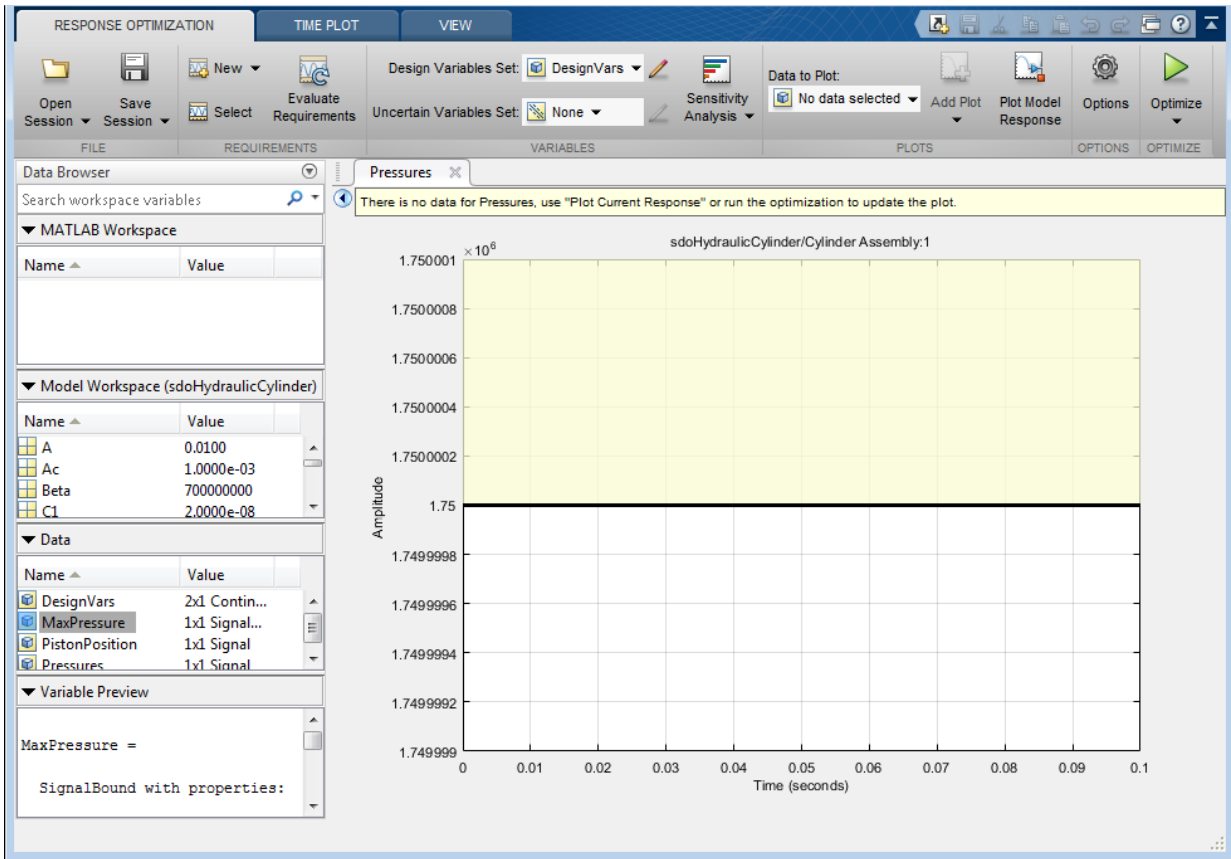 RESPONSE OPTIMIZATION
TIME PLOT
VIEW
Open Session
Save Session
FILE
New
Select
Evaluate Requirements
REQUIREMENTS
Design Variables Set: DesignVars
Uncertain Variables Set: None
Sensitivity Analysis
VARIABLES
Data to Plot:
No data selected
Add Plot
Plot Model Response
PLOTS
Options
OPTIONS
Optimize
OPTIMIZE
Data Browser
Search workspace variables
MATLAB Workspace
Name Value
Model Workspace (sdoHydraulicCylinder)
Name Value
A 0.0100
Ac 1.0000e-03
Beta 700000000
C1 2.0000e-08
Data
Name Value
DesignVars 2x1 Contin...
MaxPressure 1x1 Signal...
PistonPosition 1x1 Signal
Pressures 1x1 Signal
Variable Preview
MaxPressure =
SignalBound with properties:
Pressures
There is no data for Pressures, use "Plot Current Response" or run the optimization to update the plot.
sdoHydraulicCylinder/Cylinder Assembly:1
×10⁶
1.750001
1.7500008
1.7500006
1.7500004
1.7500002
1.75
1.7499998
1.7499996
1.7499994
1.7499992
1.749999
Amplitude
0 0.01 0.02 0.03 0.04 0.05 0.06 0.07 0.08 0.09 0.1
Time (seconds)